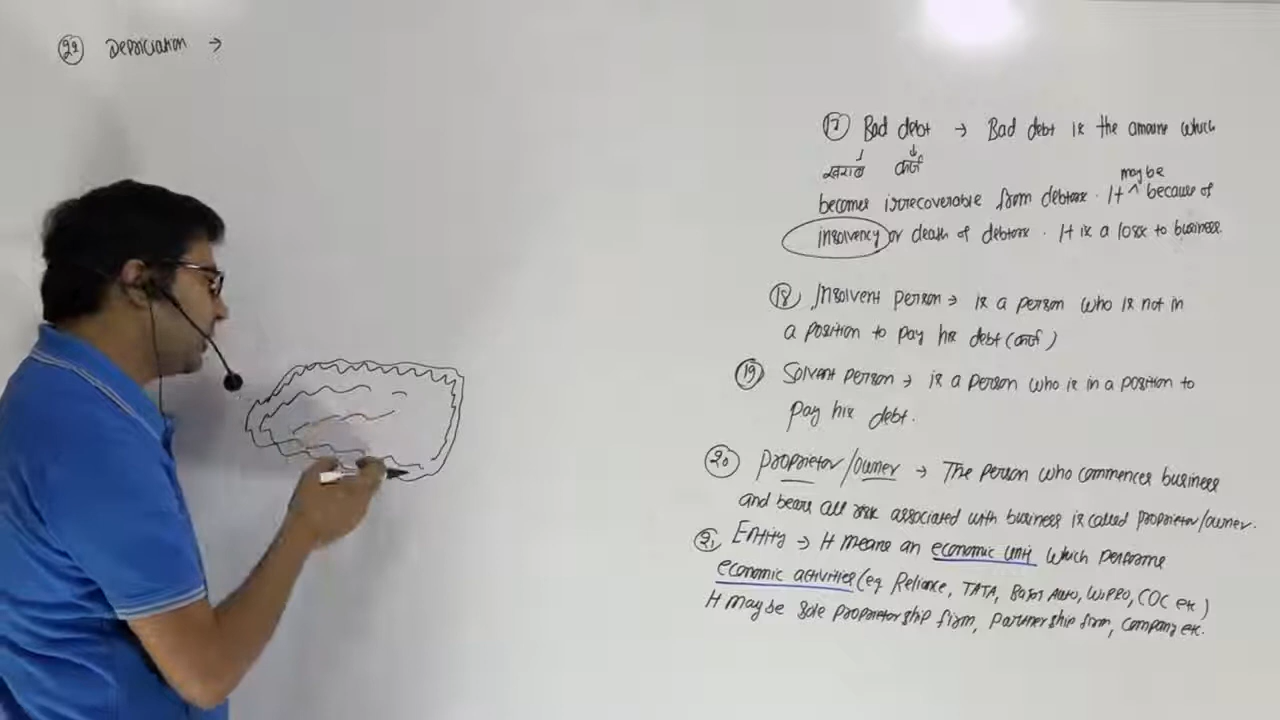 22 Depriciation →
17 Bad debt → Bad debt is the amount which
खराब कर्ज
may be
becomes irrecoverable from debtors. It ^ because of
insolvency or death of debtors. It is a loss to business.
18 Insolvent person → is a person who is not in
a position to pay his debt (कर्ज)
19 Solvent person → is a person who is in a position to
pay his debt.
20 Proprietor/owner → The person who commences business
and bears all risk associated with business is called proprietor/owner.
21 Entity → It means an economic unit which performs
economic activities (eg Reliance, TATA, Bajaj Auto, WIPRO, COC etc)
It may be Sole proprietorship firm, partnership firm, company etc.